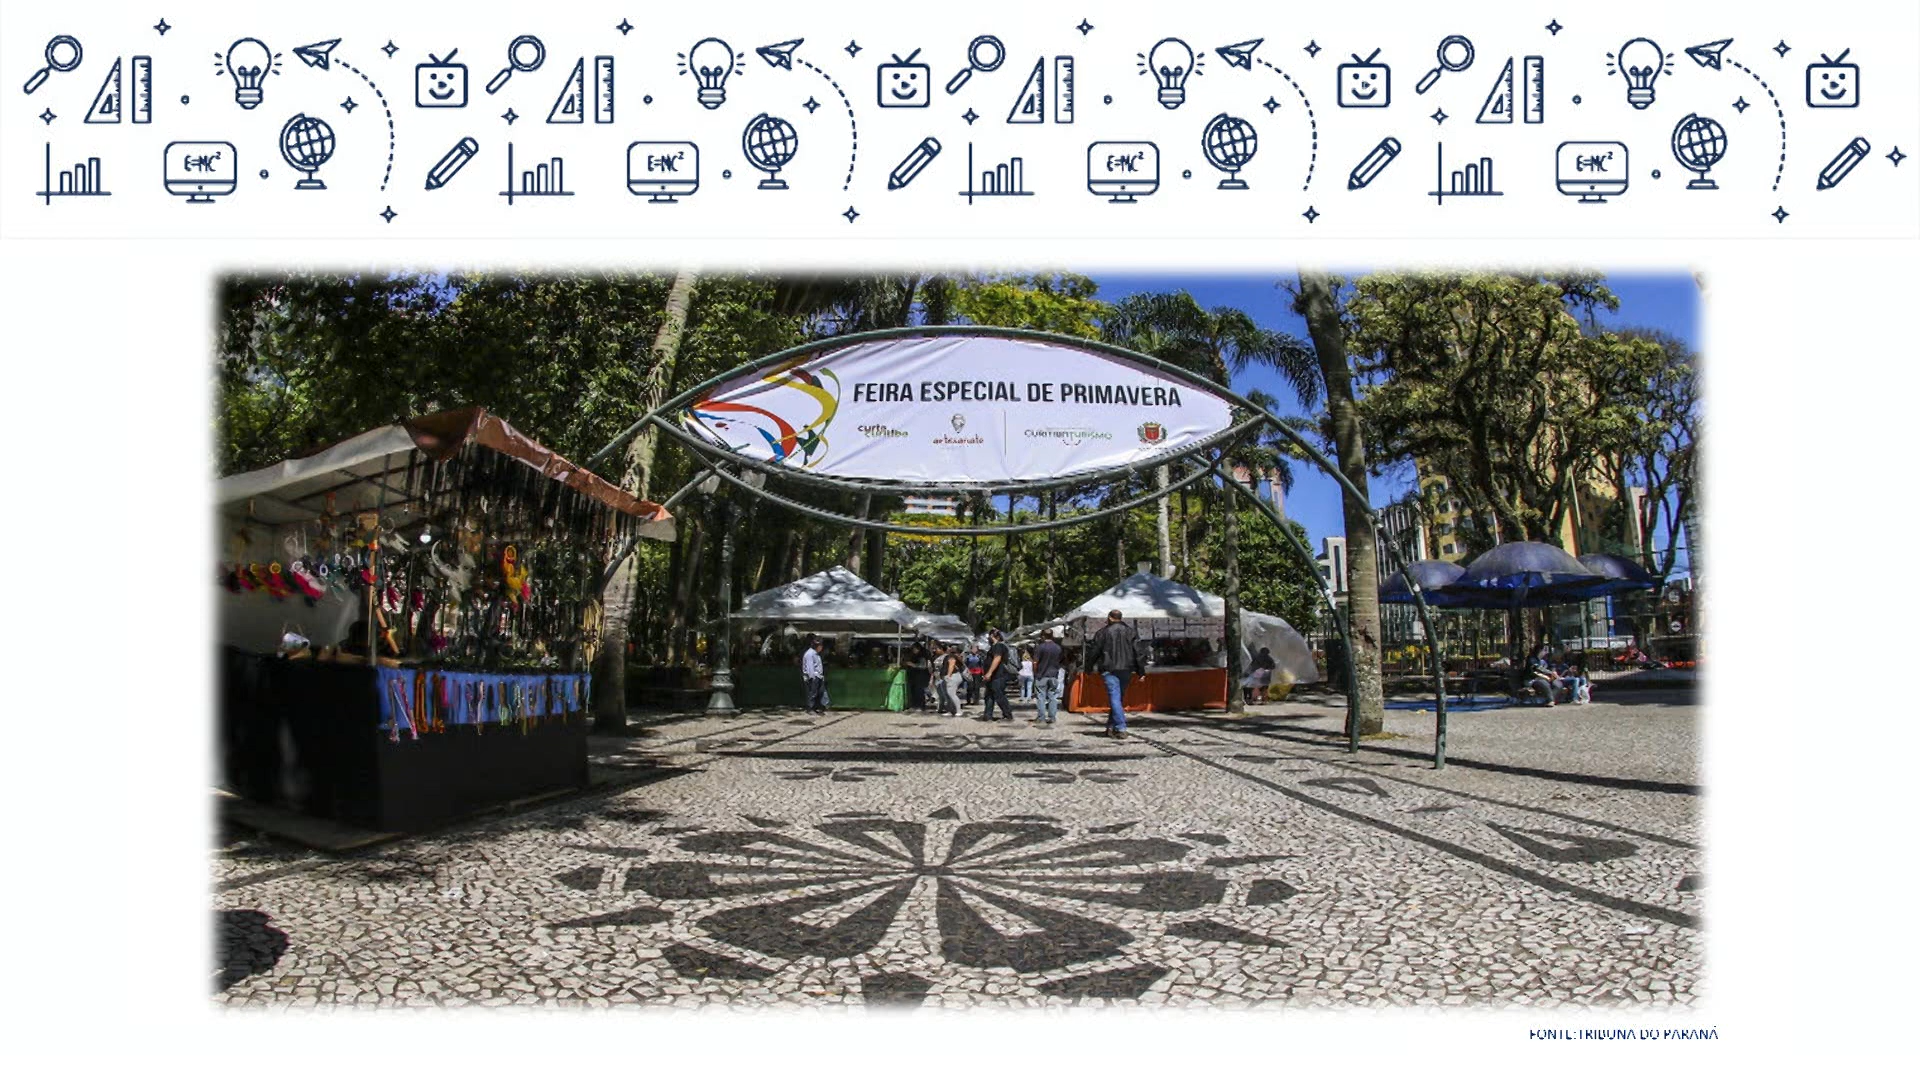 E=MC²
E=MC²
E=MC²
E=MC²
FEIRA ESPECIAL DE PRIMAVERA
curta curitiba
artesanato
CURITIBATURISMO
FONTE:TRIBUNA DO PARANÁ